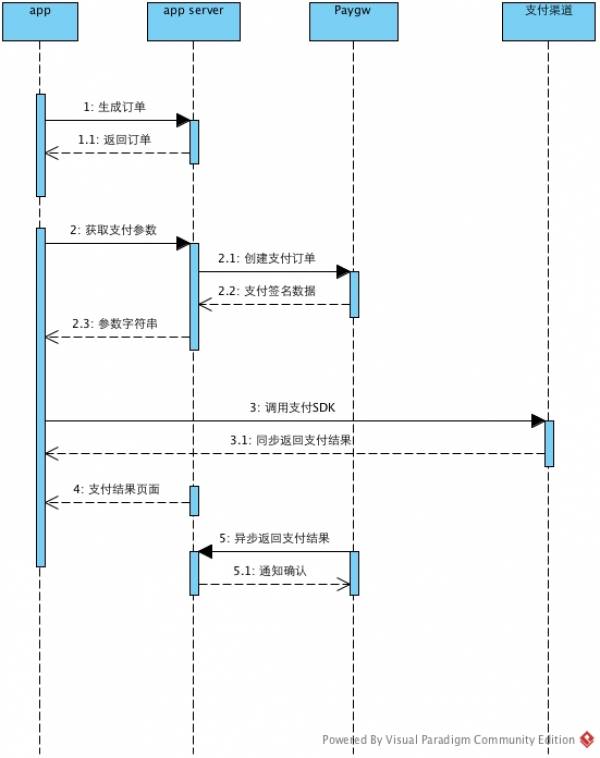 app
app server
Paygw
支付渠道
1: 生成订单
1.1: 返回订单
2: 获取支付参数
2.1: 创建支付订单
2.2: 支付签名数据
2.3: 参数字符串
3: 调用支付SDK
3.1: 同步返回支付结果
4: 支付结果页面
5: 异步返回支付结果
5.1: 通知确认
Powered By Visual Paradigm Community Edition